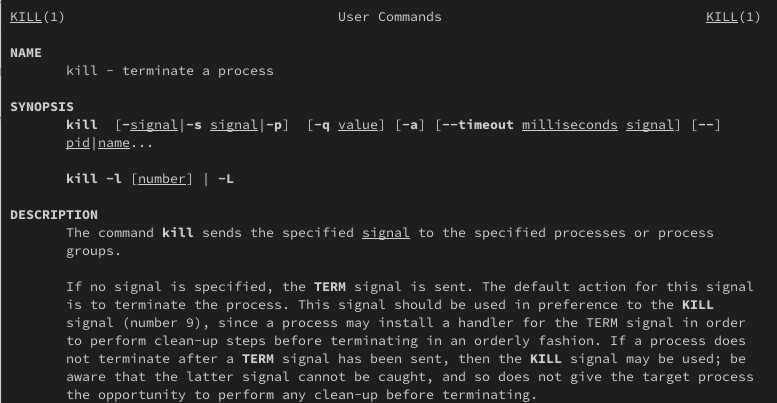 KILL(1) User Commands KILL(1)
NAME
kill - terminate a process
SYNOPSIS
kill [-signal|-s signal|-p] [-q value] [-a] [--timeout milliseconds signal] [--]
pid|name...
kill -l [number] | -L
DESCRIPTION
The command kill sends the specified signal to the specified processes or process
groups.
If no signal is specified, the TERM signal is sent. The default action for this signal
is to terminate the process. This signal should be used in preference to the KILL
signal (number 9), since a process may install a handler for the TERM signal in order
to perform clean-up steps before terminating in an orderly fashion. If a process does
not terminate after a TERM signal has been sent, then the KILL signal may be used; be
aware that the latter signal cannot be caught, and so does not give the target process
the opportunity to perform any clean-up before terminating.